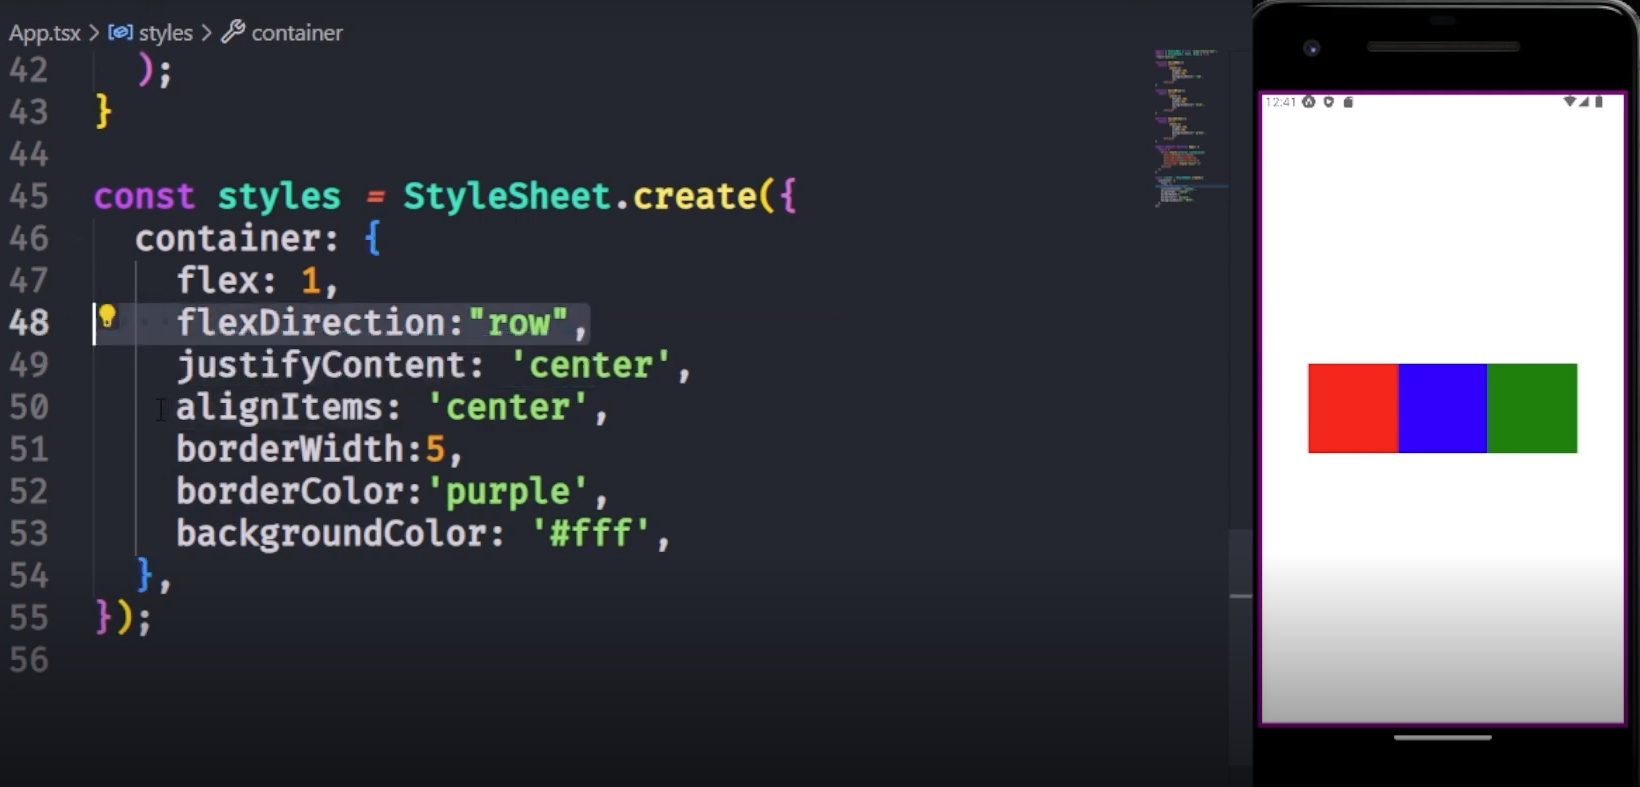 App.tsx > styles > container
42 );
43 }
44
45 const styles = StyleSheet.create({
46 container: {
47 flex: 1,
48 flexDirection:"row",
49 justifyContent: 'center',
50 alignItems: 'center',
51 borderWidth:5,
52 borderColor:'purple',
53 backgroundColor: '#fff',
54 },
55 });
56
12:41